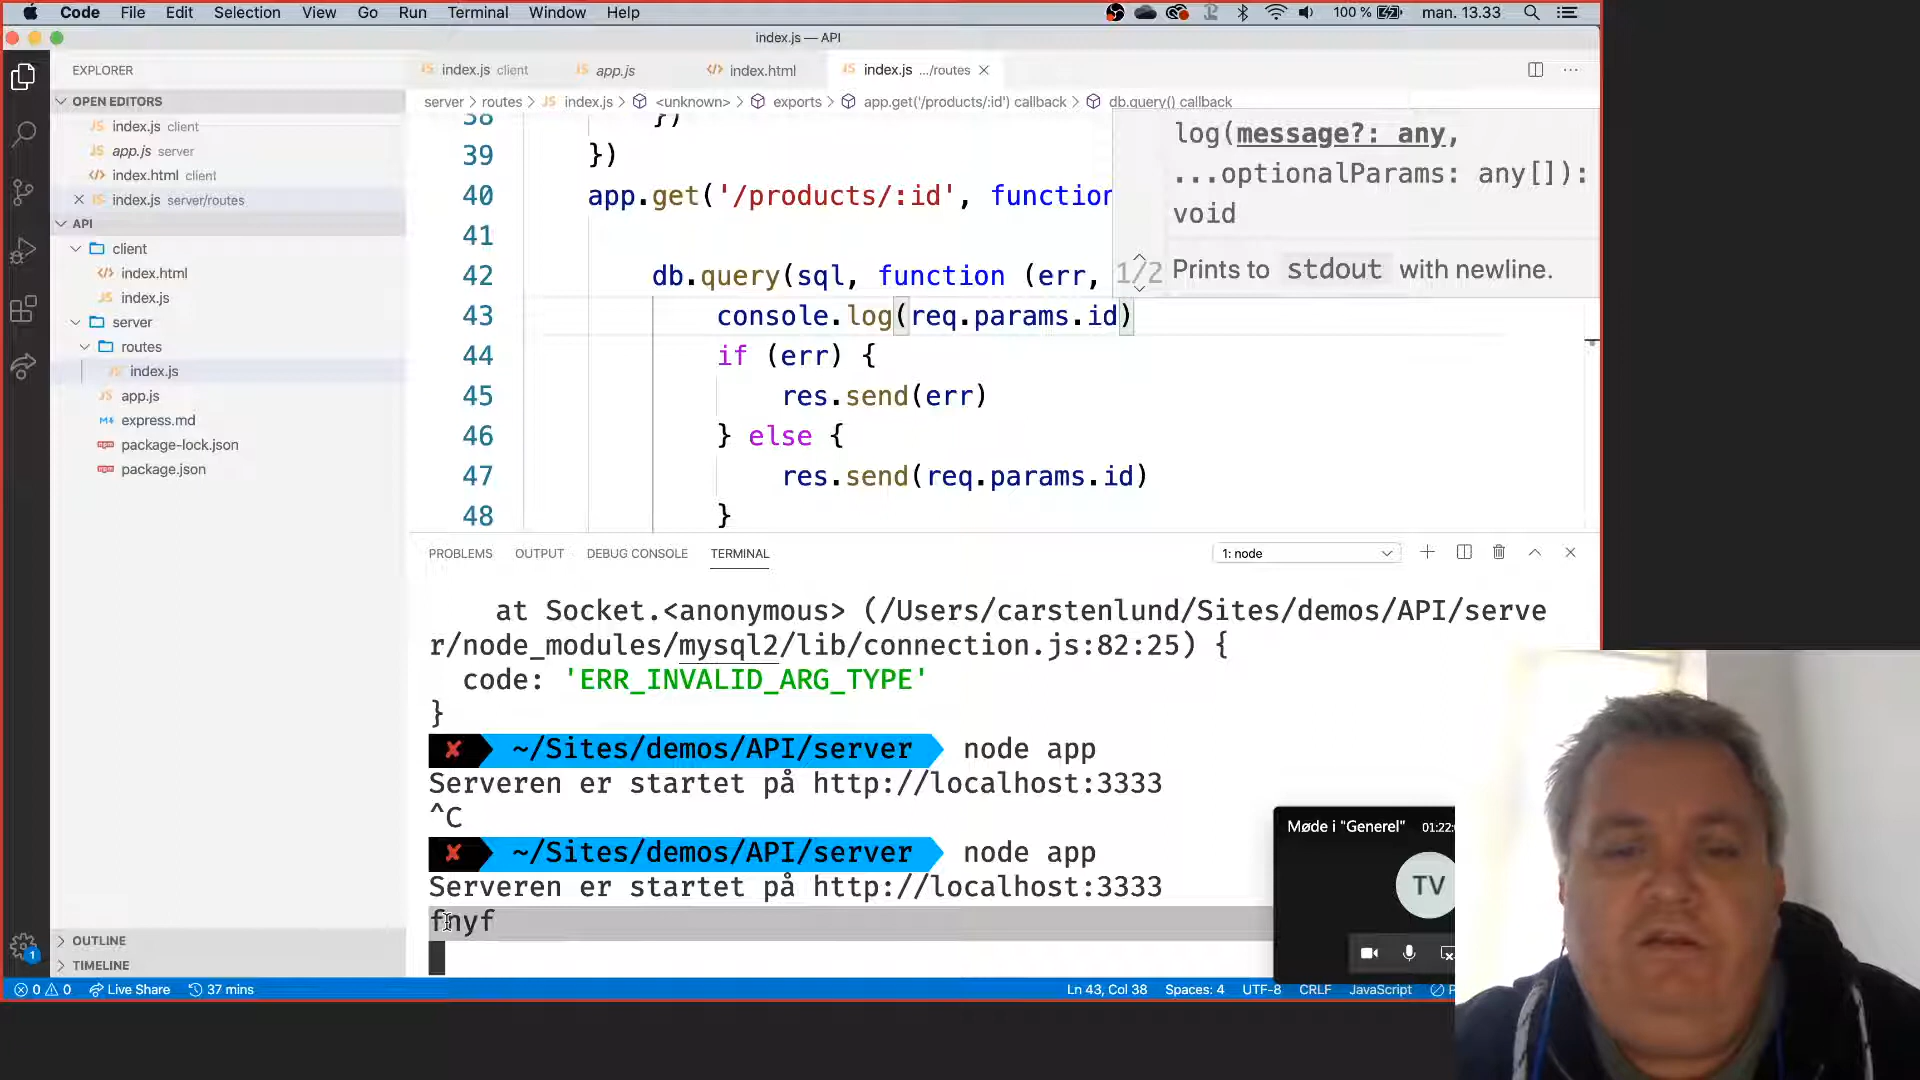 Code File Edit Selection View Go Run Terminal Window Help 100 % man. 13.33
index.js — API
EXPLORER
index.js client app.js index.html index.js .../routes
OPEN EDITORS
server > routes > index.js > <unknown> > exports > app.get('/products/:id') callback > db.query() callback
index.js client
app.js server
index.html client
index.js server/routes
API
client
index.html
index.js
server
routes
index.js
app.js
express.md
package-lock.json
package.json
OUTLINE
TIMELINE
38 })
39 })
40 app.get('/products/:id', function
41
42 db.query(sql, function (err,
43 console.log(req.params.id)
44 if (err) {
45 res.send(err)
46 } else {
47 res.send(req.params.id)
48 }
log(message?: any,
...optionalParams: any[]):
void
1/2 Prints to stdout with newline.
PROBLEMS OUTPUT DEBUG CONSOLE TERMINAL 1: node
at Socket.<anonymous> (/Users/carstenlund/Sites/demos/API/serve
r/node_modules/mysql2/lib/connection.js:82:25) {
code: 'ERR_INVALID_ARG_TYPE'
}
✘ ~/Sites/demos/API/server node app
Serveren er startet på http://localhost:3333
^C
✘ ~/Sites/demos/API/server node app
Serveren er startet på http://localhost:3333
fnyf
Møde i "Generel" 01:22:
TV
1
0 0 Live Share 37 mins Ln 43, Col 38 Spaces: 4 UTF-8 CRLF JavaScript